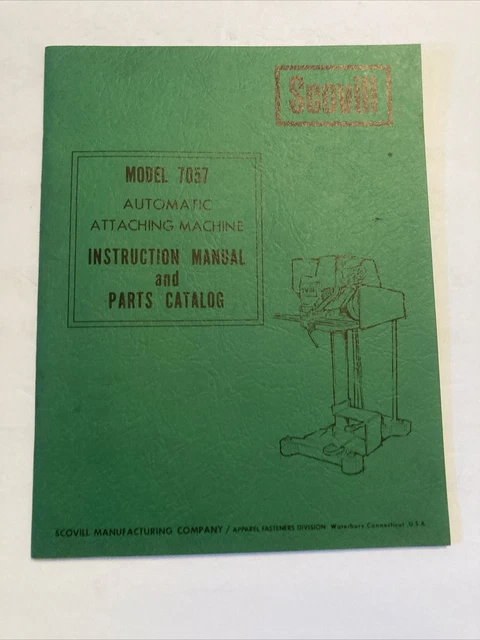 Scovill
MODEL 7057
AUTOMATIC
ATTACHING MACHINE
INSTRUCTION MANUAL
and
PARTS CATALOG
SCOVILL MANUFACTURING COMPANY / APPAREL FASTENERS DIVISION Waterbury, Connecticut U.S.A.